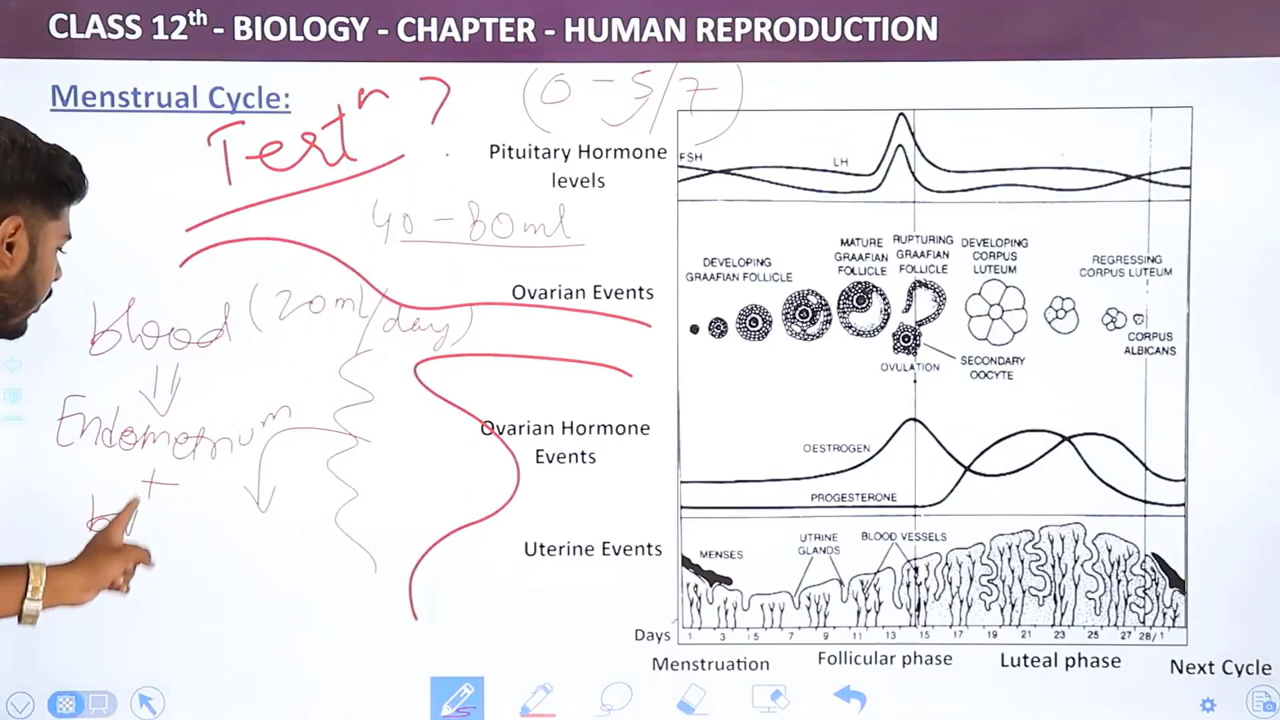 CLASS 12th - BIOLOGY - CHAPTER - HUMAN REPRODUCTION
Menstrual Cycle:
(0 - 5/7)
40 - 80ml
blood (20ml/day)
Endometrium
+
Pituitary Hormone
levels
Ovarian Events
Ovarian Hormone
Events
Uterine Events
FSH
LH
DEVELOPING
GRAAFIAN FOLLICLE
MATURE
GRAAFIAN
FOLLICLE
RUPTURING
GRAAFIAN
FOLLICLE
DEVELOPING
CORPUS
LUTEUM
REGRESSING
CORPUS LUTEUM
CORPUS
ALBICANS
SECONDARY
OOCYTE
OVULATION
OESTROGEN
PROGESTERONE
MENSES
UTRINE
GLANDS
BLOOD VESSELS
Days 1 3 5 7 9 11 13 15 17 19 21 23 25 27 28/1
Menstruation Follicular phase Luteal phase Next Cycle